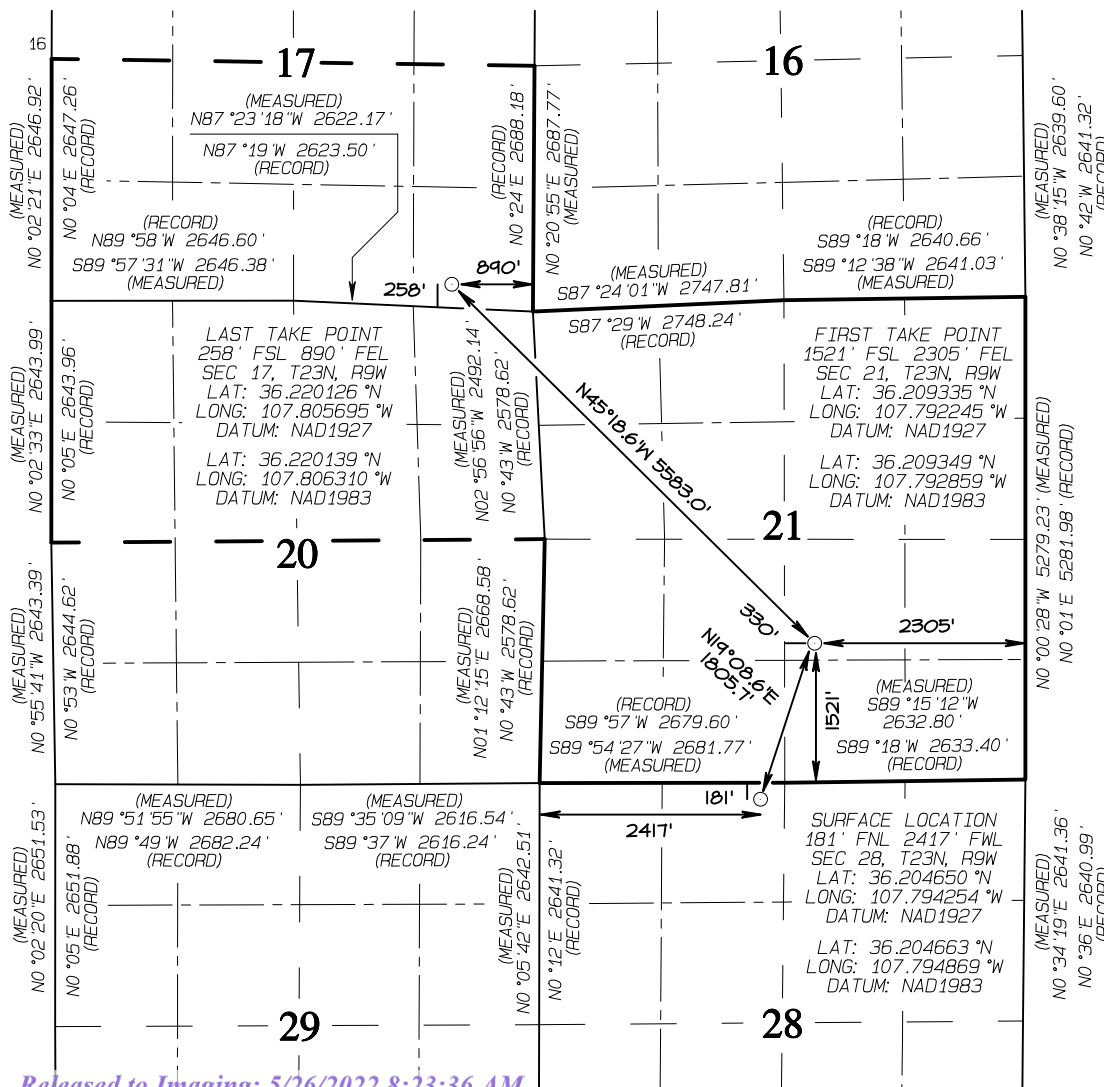 16
17
16
(MEASURED)
N0°02'21"E 2646.92'
N0°04'E 2647.26'
(RECORD)
(MEASURED)
N87°23'18"W 2622.17'
N87°19'W 2623.50'
(RECORD)
(RECORD)
N0°24'E 2688.18'
N0°20'55"E 2687.77'
(MEASURED)
(MEASURED)
N0°38'15"W 2639.60'
N0°42'W 2641.32'
(RECORD)
(RECORD)
N89°58'W 2646.60'
S89°57'31"W 2646.38'
(MEASURED)
890'
258'
(MEASURED)
S87°24'01"W 2747.81'
S87°29'W 2748.24'
(RECORD)
(RECORD)
S89°18'W 2640.66'
S89°12'38"W 2641.03'
(MEASURED)
(MEASURED)
N0°02'33"E 2643.99'
N0°05'E 2643.96'
(RECORD)
LAST TAKE POINT
258' FSL 890' FEL
SEC 17, T23N, R9W
LAT: 36.220126°N
LONG: 107.805695°W
DATUM: NAD1927
LAT: 36.220139°N
LONG: 107.806310°W
DATUM: NAD1983
(MEASURED)
N02°56'56"W 2492.14'
N0°43'W 2578.62'
(RECORD)
N45°18.6'W 5583.0'
FIRST TAKE POINT
1521' FSL 2305' FEL
SEC 21, T23N, R9W
LAT: 36.209335°N
LONG: 107.792245°W
DATUM: NAD1927
LAT: 36.209349°N
LONG: 107.792859°W
DATUM: NAD1983
N0°00'28"W 5279.23' (MEASURED)
N0°01'E 5281.98' (RECORD)
20
21
(MEASURED)
N0°55'41"W 2643.39'
N0°53'W 2644.62'
(RECORD)
(MEASURED)
N01°12'15"E 2668.58'
N0°43'W 2578.62'
(RECORD)
330'
2305'
N19°08.6'E
1805.7'
1521'
(RECORD)
S89°57'W 2679.60'
S89°54'27"W 2681.77'
(MEASURED)
(MEASURED)
S89°15'12"W
2632.80'
S89°18'W 2633.40'
(RECORD)
181'
2417'
(MEASURED)
N89°51'55"W 2680.65'
N89°49'W 2682.24'
(RECORD)
(MEASURED)
S89°35'09"W 2616.54'
S89°37'W 2616.24'
(RECORD)
(MEASURED)
N0°02'20"E 2651.53'
N0°05'E 2651.88'
(RECORD)
(MEASURED)
N0°05'42"E 2642.51'
N0°12'E 2641.32'
(RECORD)
SURFACE LOCATION
181' FNL 2417' FWL
SEC 28, T23N, R9W
LAT: 36.204650°N
LONG: 107.794254°W
DATUM: NAD1927
LAT: 36.204663°N
LONG: 107.794869°W
DATUM: NAD1983
(MEASURED)
N0°34'19"E 2641.36'
N0°36'E 2640.99'
(RECORD)
29
28
Released to Imaging: 5/26/2022 8:23:36 AM